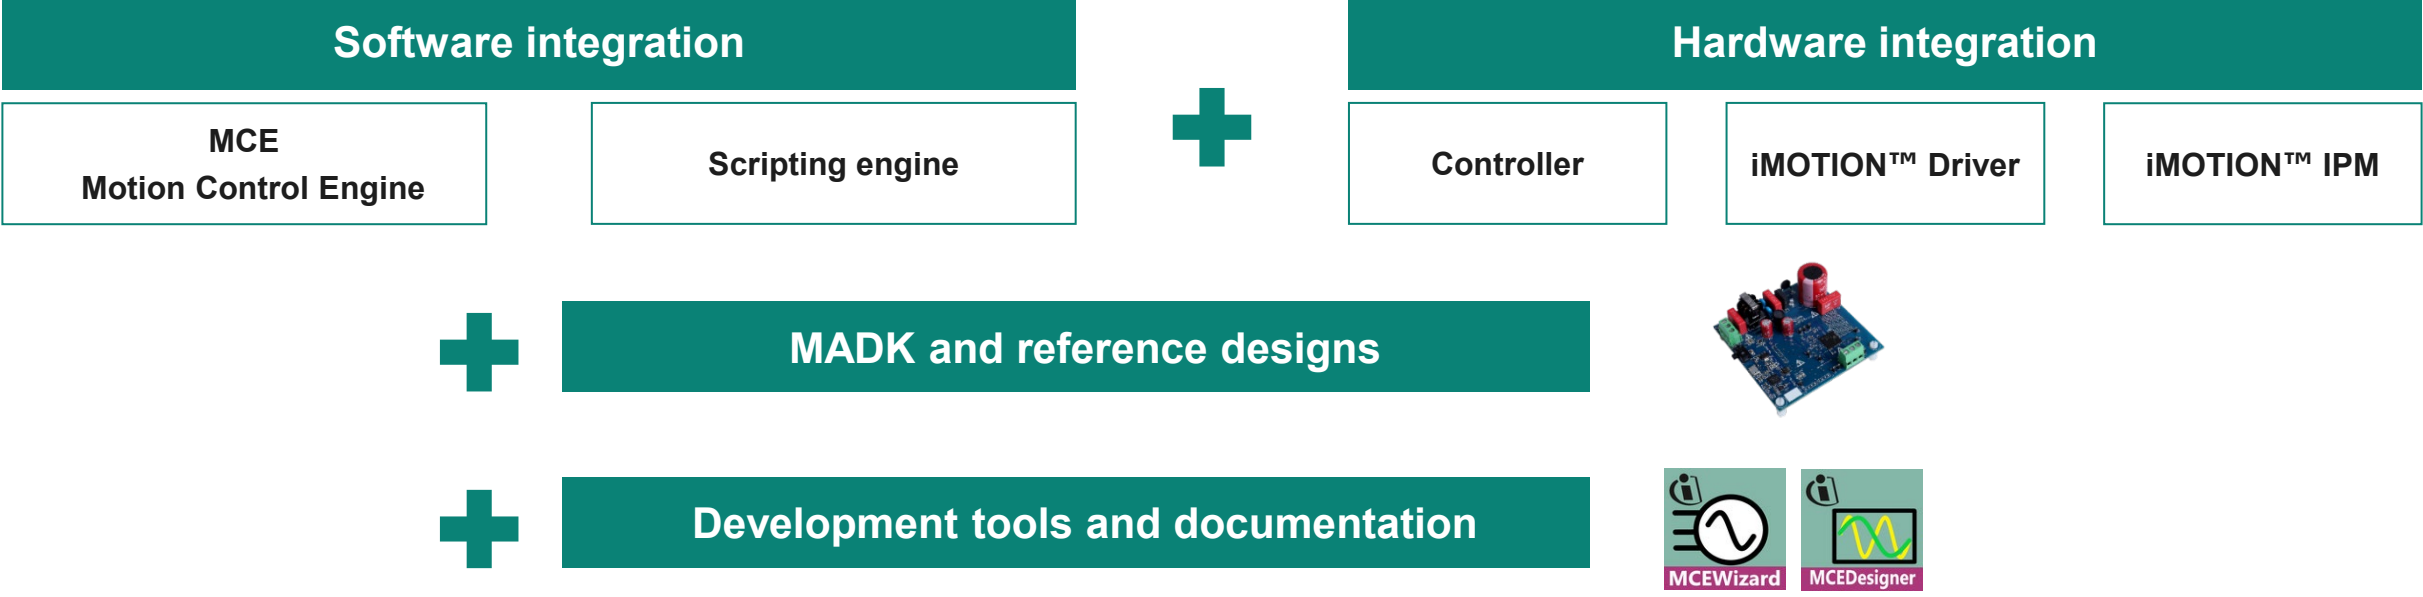 Software integration
Hardware integration
MCE
Motion Control Engine
Scripting engine
Controller
iMOTION™ Driver
iMOTION™ IPM
MADK and reference designs
Development tools and documentation
MCEWizard
MCEDesigner